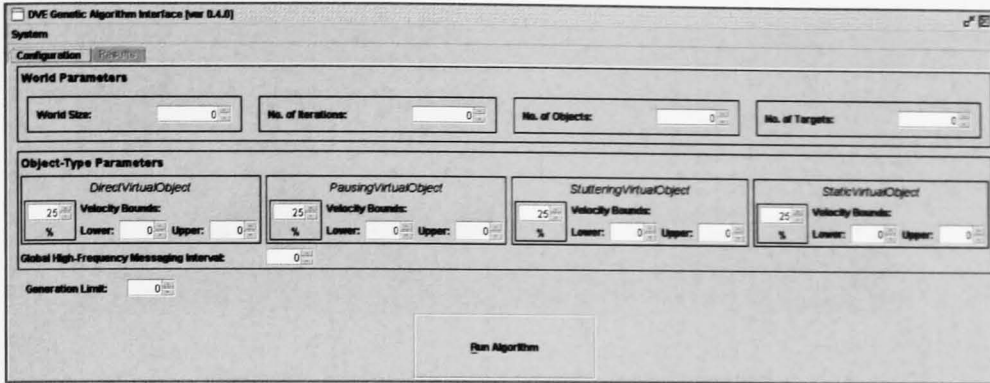 DVE Genetic Algorithm Interface [ver 0.4.0]
System
Configuration Results
World Parameters
World Size: 0 No. of Iterations: 0 No. of Objects: 0 No. of Targets: 0
Object-Type Parameters
DirectVirtualObject PausingVirtualObject StutteringVirtualObject StaticVirtualObject
25 Velocity Bounds: 25 Velocity Bounds: 25 Velocity Bounds: 25 Velocity Bounds:
% Lower: 0 Upper: 0 % Lower: 0 Upper: 0 % Lower: 0 Upper: 0 % Lower: 0 Upper: 0
Global High-Frequency Messaging Interval: 0
Generation Limit: 0
Run Algorithm